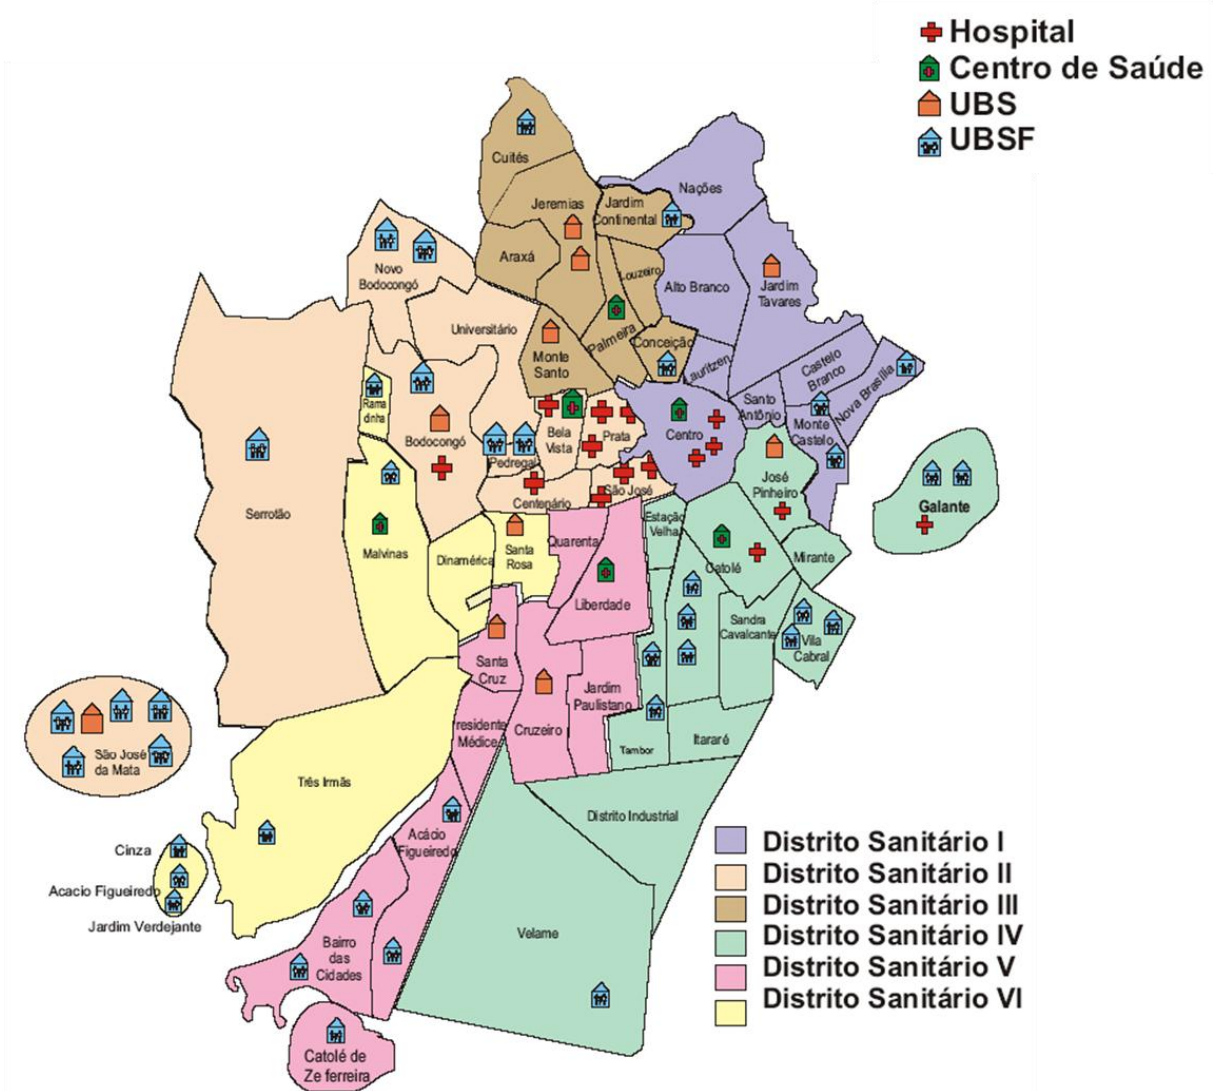 Hospital
Centro de Saúde
UBS
UBSF
Cuités
Nações
Jeremias
Jardim
Continental
Araxá
Louzeiro
Novo
Bodocongó
Alto Branco
Jardim
Tavares
Universitário
Palmeira
Conceição
Monte
Santo
Lauritzen
Castelo
Branco
Nova Brasília
Rama
dinha
Santo
Antônio
Monte
Castelo
Bodocongó
Bela
Vista
Prata
Centro
Pedregal
José
Pinheiro
São José
Centenário
Serrotão
Galante
Estação
Velha
Malvinas
Dinamérica
Santa
Rosa
Quarenta
Catolé
Mirante
Liberdade
Sandra
Cavalcante
Vila
Cabral
Santa
Cruz
Jardim
Paulistano
residente
Médice
Cruzeiro
Tambor
Itararé
São José
da Mata
Três Irmãs
Distrito Industrial
Acácio
Figueiredo
Cinza
Acacio Figueiredo
Jardim Verdejante
Velame
Bairro
das
Cidades
Catolé de
Ze ferreira
Distrito Sanitário I
Distrito Sanitário II
Distrito Sanitário III
Distrito Sanitário IV
Distrito Sanitário V
Distrito Sanitário VI